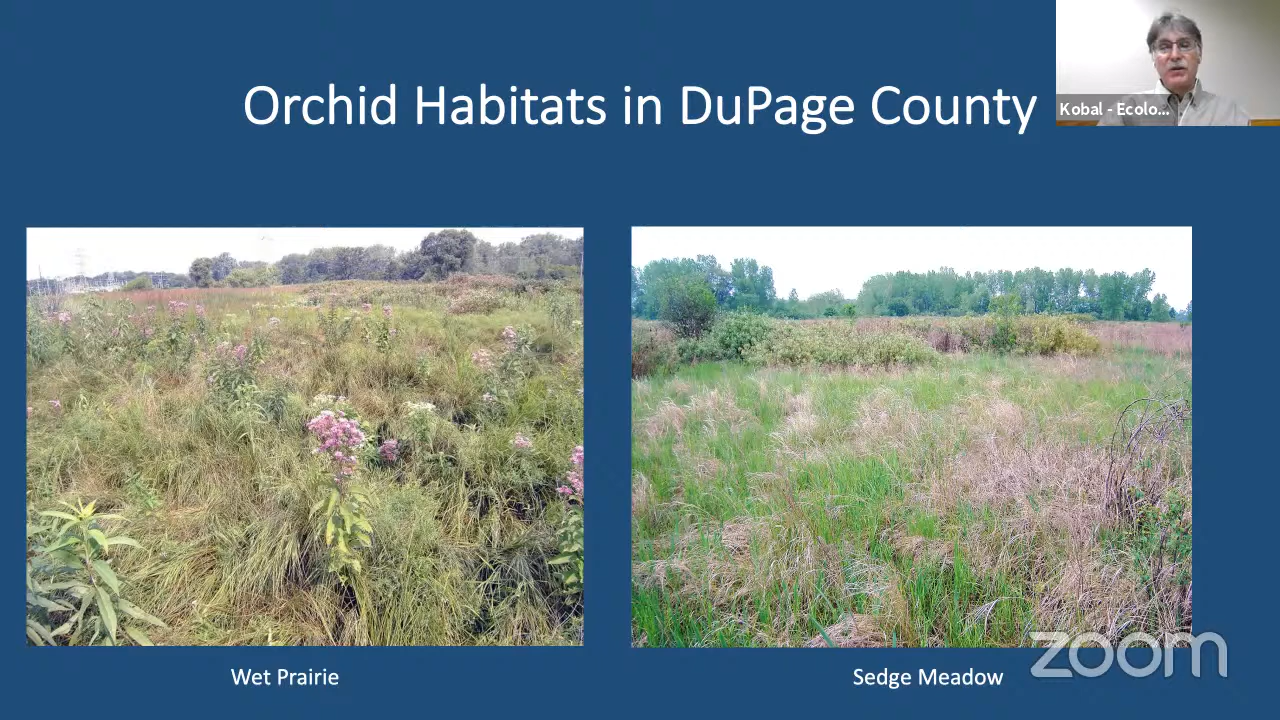 Orchid Habitats in DuPage County
Kobal - Ecolo...
Wet Prairie
Sedge Meadow
zoom